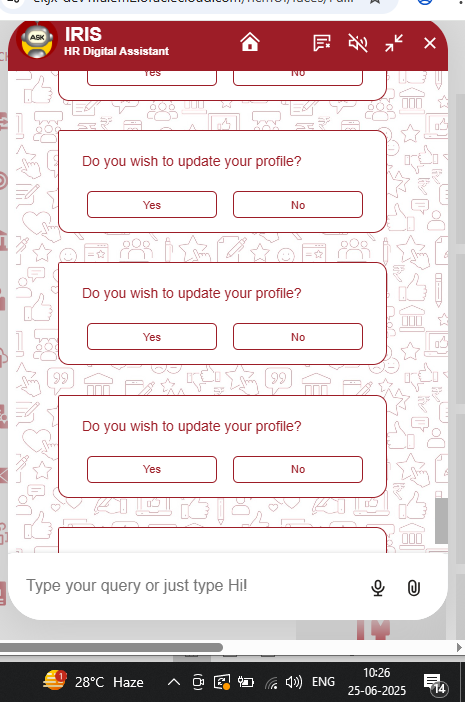 ASK
IRIS
HR Digital Assistant
Yes No
Do you wish to update your profile?
Yes No
Do you wish to update your profile?
Yes No
Do you wish to update your profile?
Yes No
Type your query or just type Hi!
1
28°C Haze
ENG
10:26
25-06-2025
14